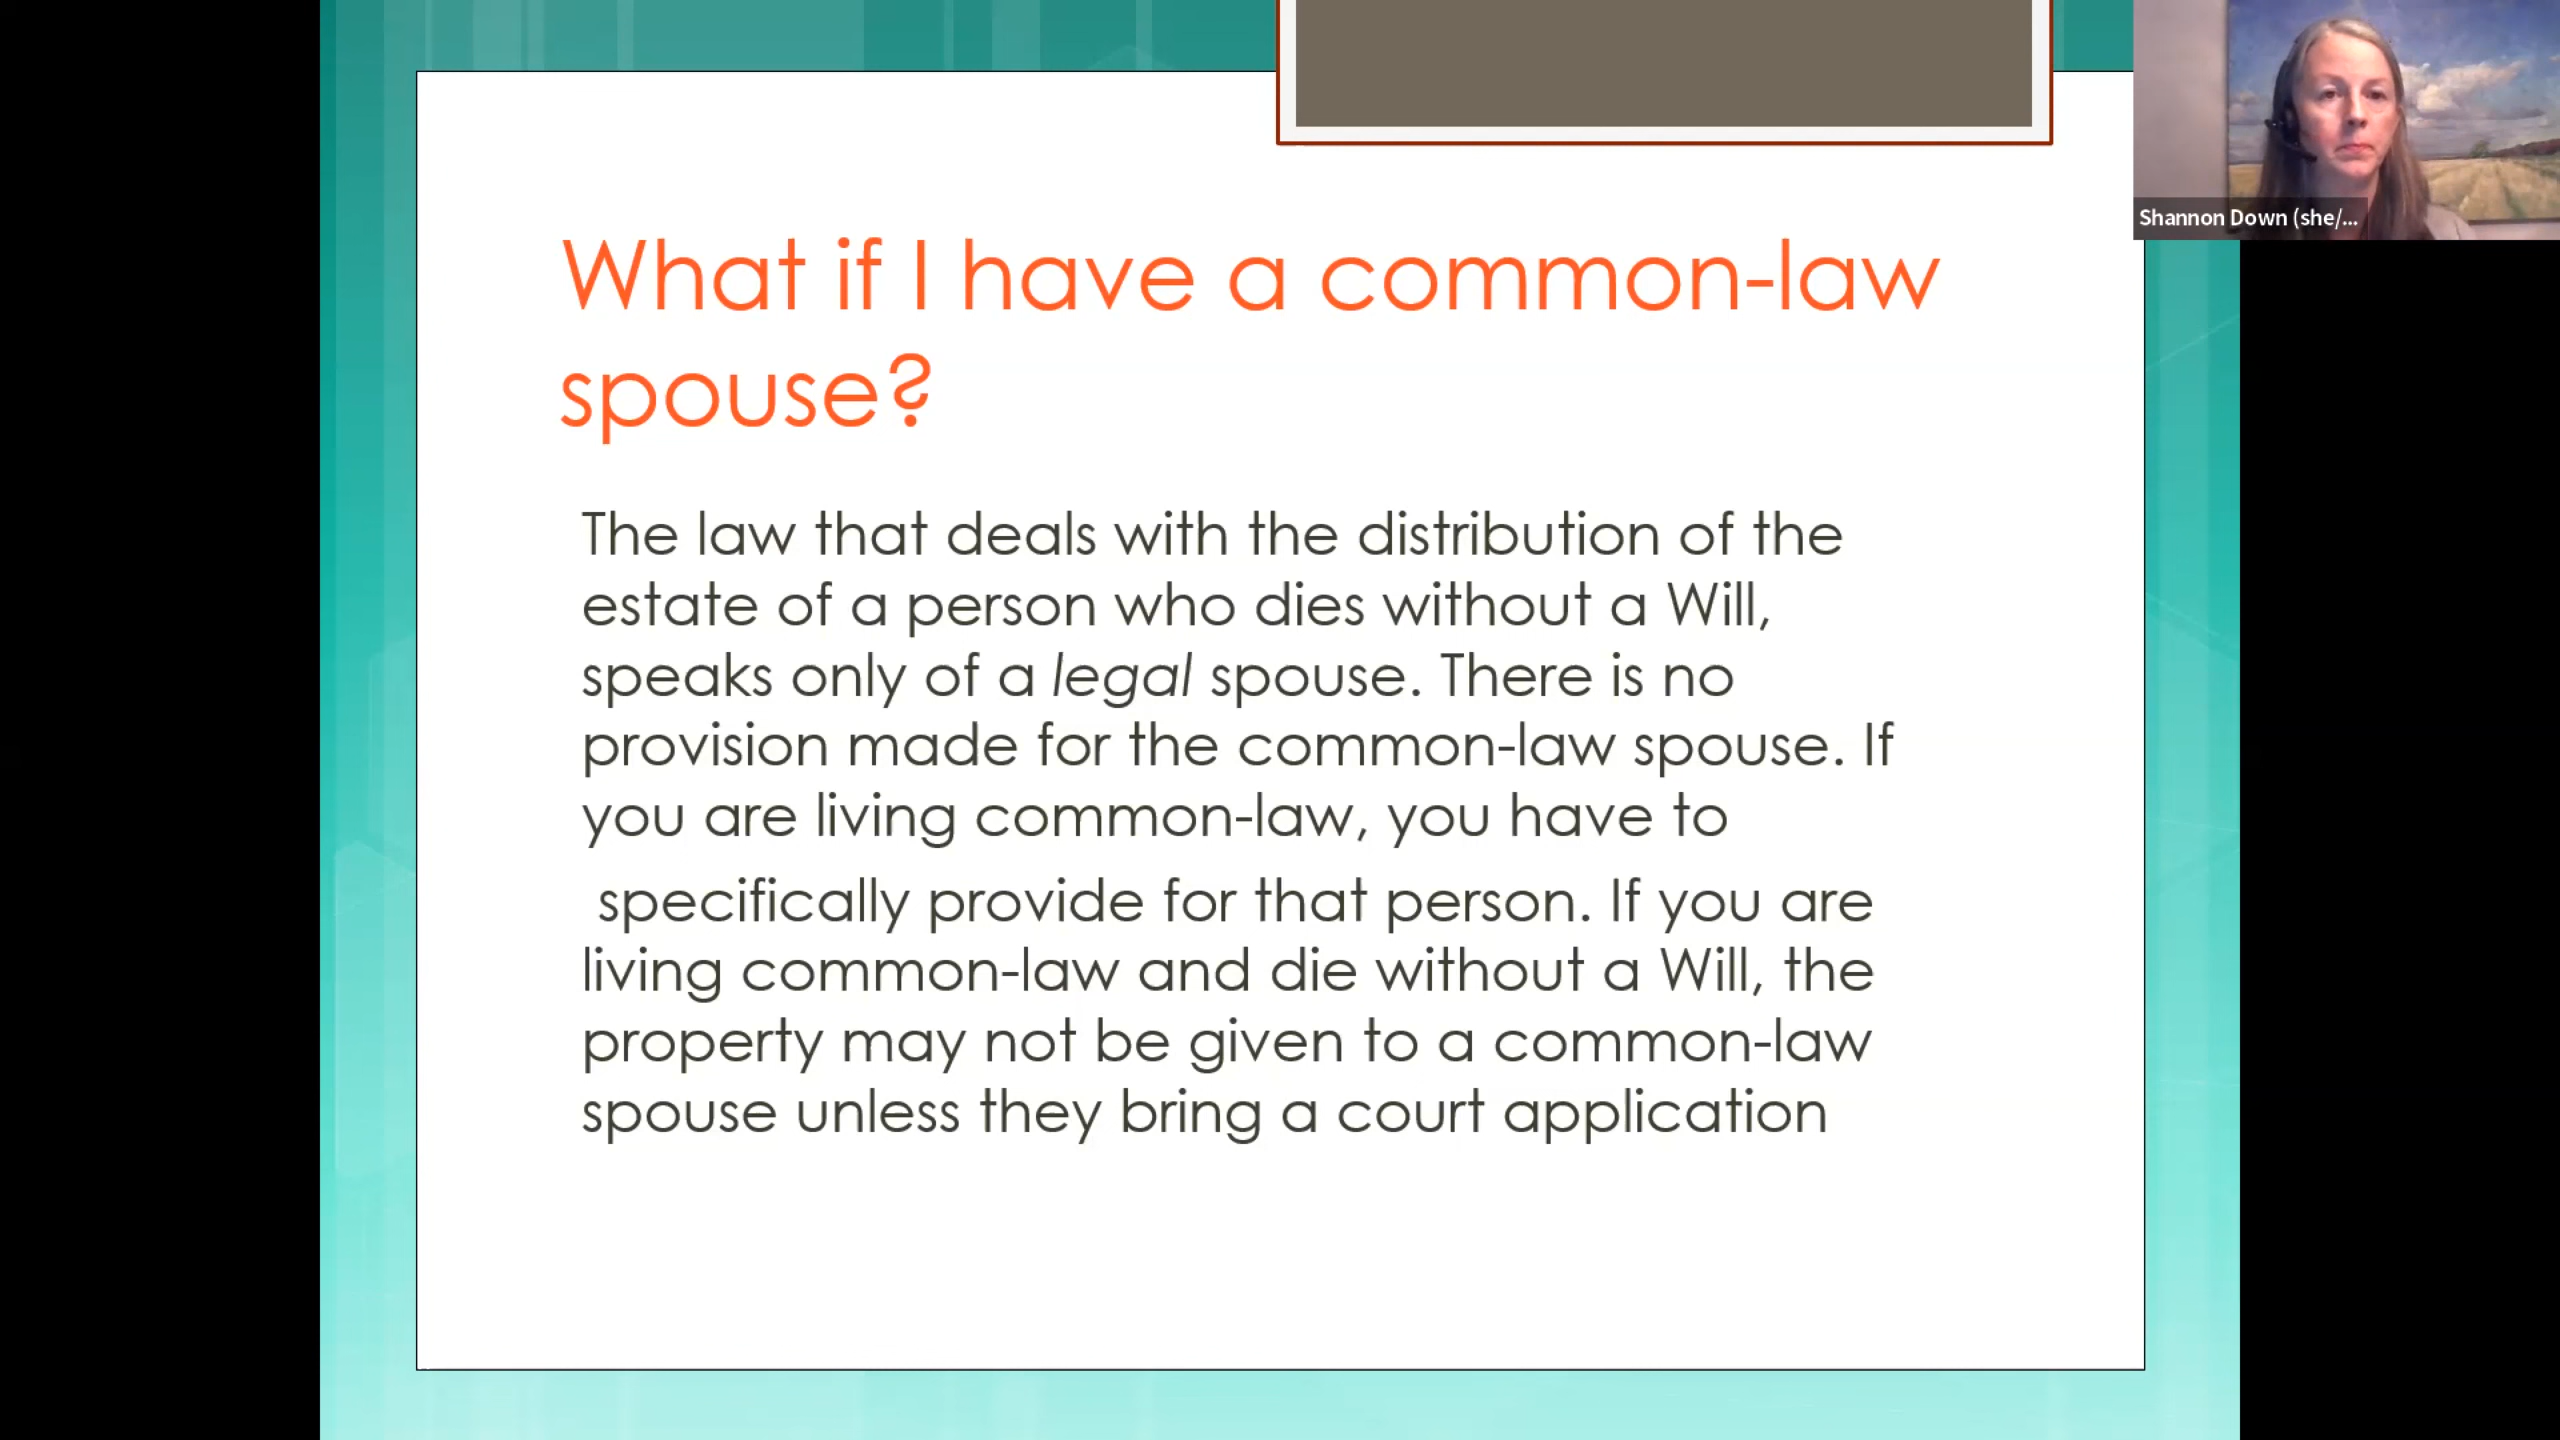 What if I have a common-law
spouse?
The law that deals with the distribution of the
estate of a person who dies without a Will,
speaks only of a legal spouse. There is no
provision made for the common-law spouse. If
you are living common-law, you have to
specifically provide for that person. If you are
living common-law and die without a Will, the
property may not be given to a common-law
spouse unless they bring a court application
Shannon Down (she/...